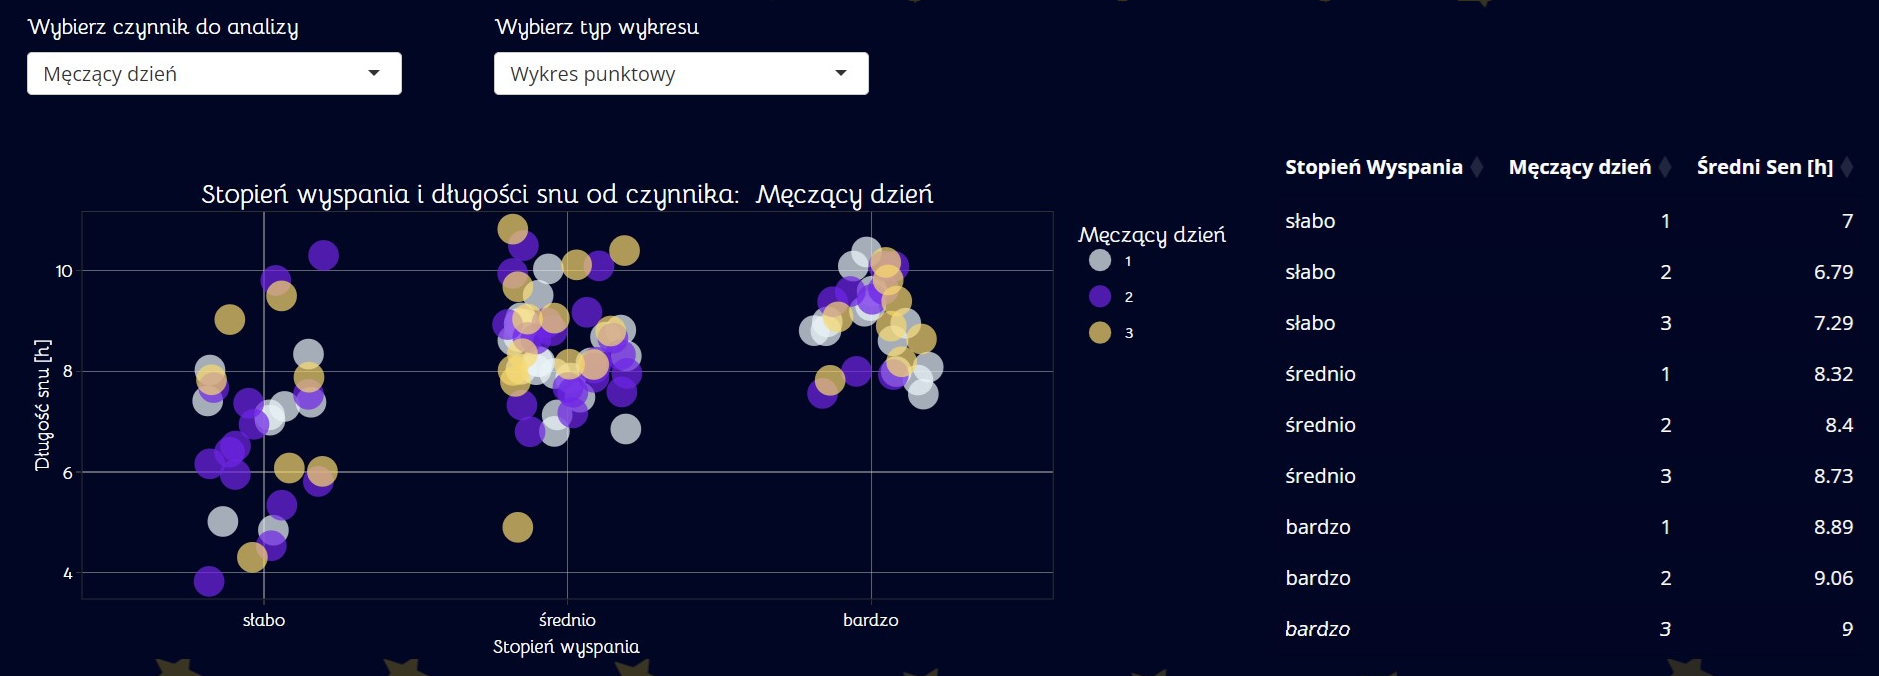 Wybierz czynnik do analizy
Wybierz typ wykresu
Męczący dzień
Wykres punktowy
Stopień wyspania i długości snu od czynnika: Męczący dzień
Długość snu [h]
10
8
6
4
słabo
średnio
bardzo
Stopień wyspania
Męczący dzień
1
2
3
Stopień Wyspania Męczący dzień Średni Sen [h]
słabo 1 7
słabo 2 6.79
słabo 3 7.29
średnio 1 8.32
średnio 2 8.4
średnio 3 8.73
bardzo 1 8.89
bardzo 2 9.06
bardzo 3 9